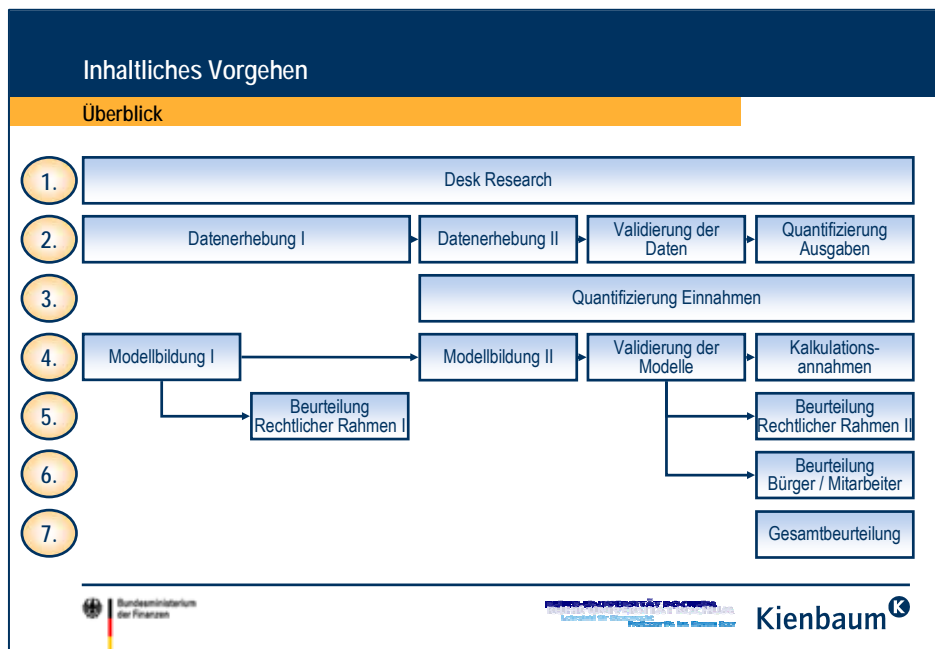 Inhaltliches Vorgehen
Überblick
1.
Desk Research
2.
Datenerhebung I
Datenerhebung II
Validierung der
Daten
Quantifizierung
Ausgaben
3.
Quantifizierung Einnahmen
4.
Modellbildung I
Modellbildung II
Validierung der
Modelle
Kalkulations-
annahmen
5.
Beurteilung
Rechtlicher Rahmen I
Beurteilung
Rechtlicher Rahmen II
6.
Beurteilung
Bürger / Mitarbeiter
7.
Gesamtbeurteilung
Bundesministerium
der Finanzen
Kienbaum